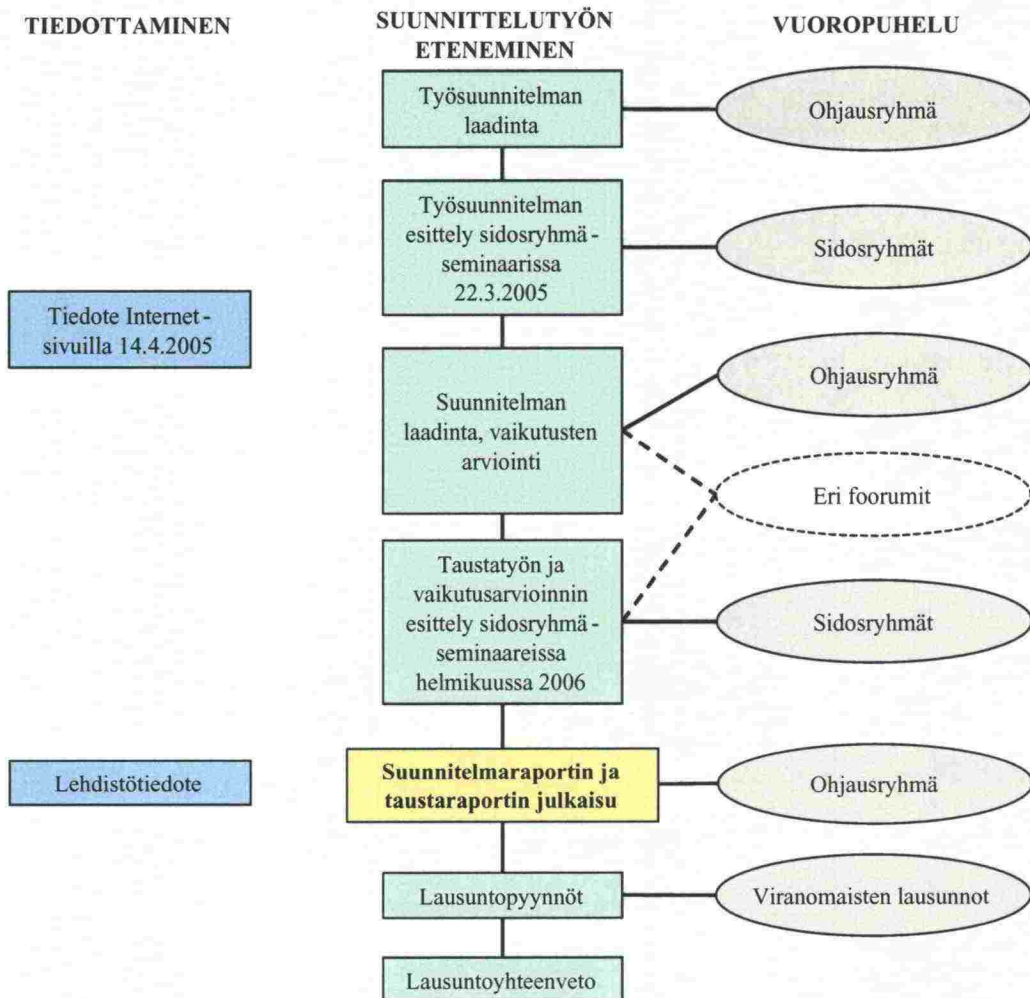 TIEDOTTAMINEN
SUUNNITTELUTYÖN
ETENEMINEN
VUOROPUHELU
Työsuunnitelman
laadinta
Ohjausryhmä
Työsuunnitelman
esittely sidosryhmä-
seminaarissa
22.3.2005
Sidosryhmät
Tiedote Internet-
sivuilla 14.4.2005
Suunnitelman
laadinta, vaikutusten
arviointi
Ohjausryhmä
Eri foorumit
Taustatyön ja
vaikutusarvioinnin
esittely sidosryhmä-
seminaareissa
helmikuussa 2006
Sidosryhmät
Lehdistötiedote
Suunnitelmaraportin ja
taustaraportin julkaisu
Ohjausryhmä
Lausuntopyynnöt
Viranomaisten lausunnot
Lausuntoyhteenveto